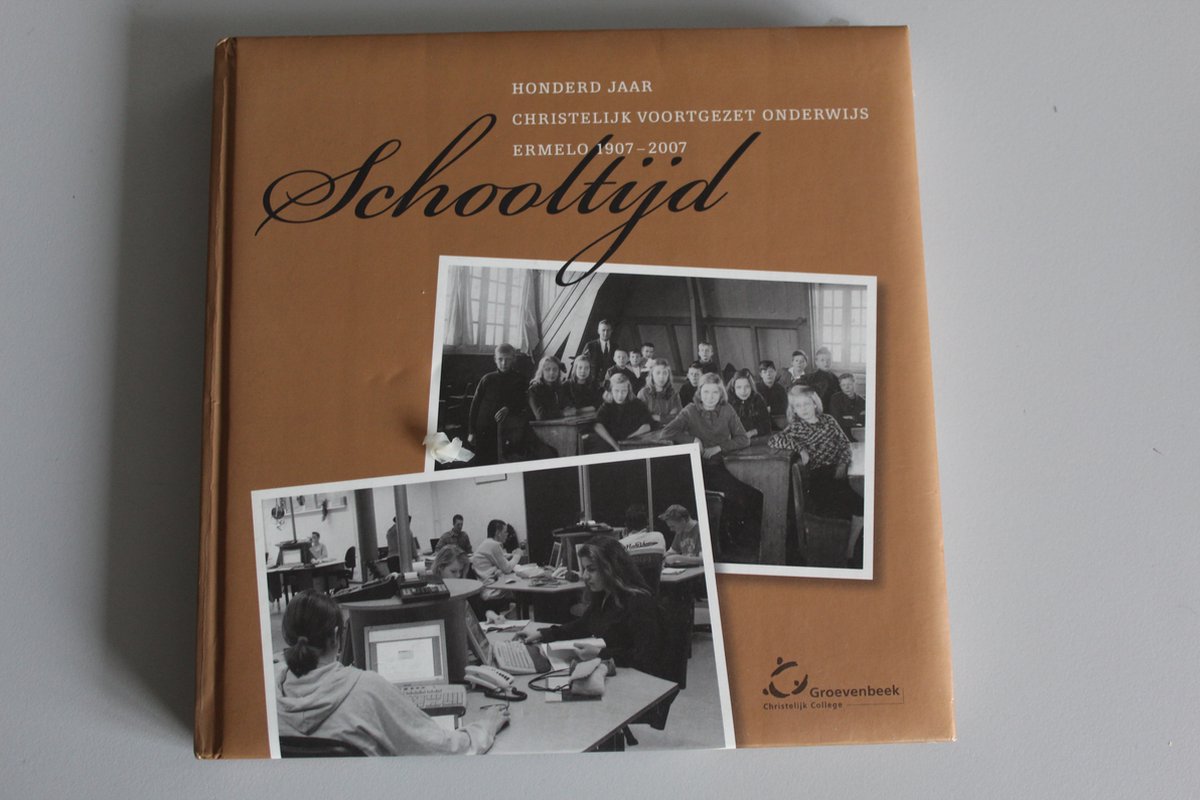 HONDERD JAAR
CHRISTELIJK VOORTGEZET ONDERWIJS
ERMELO 1907–2007
Schooltijd
Groevenbeek
Christelijk College